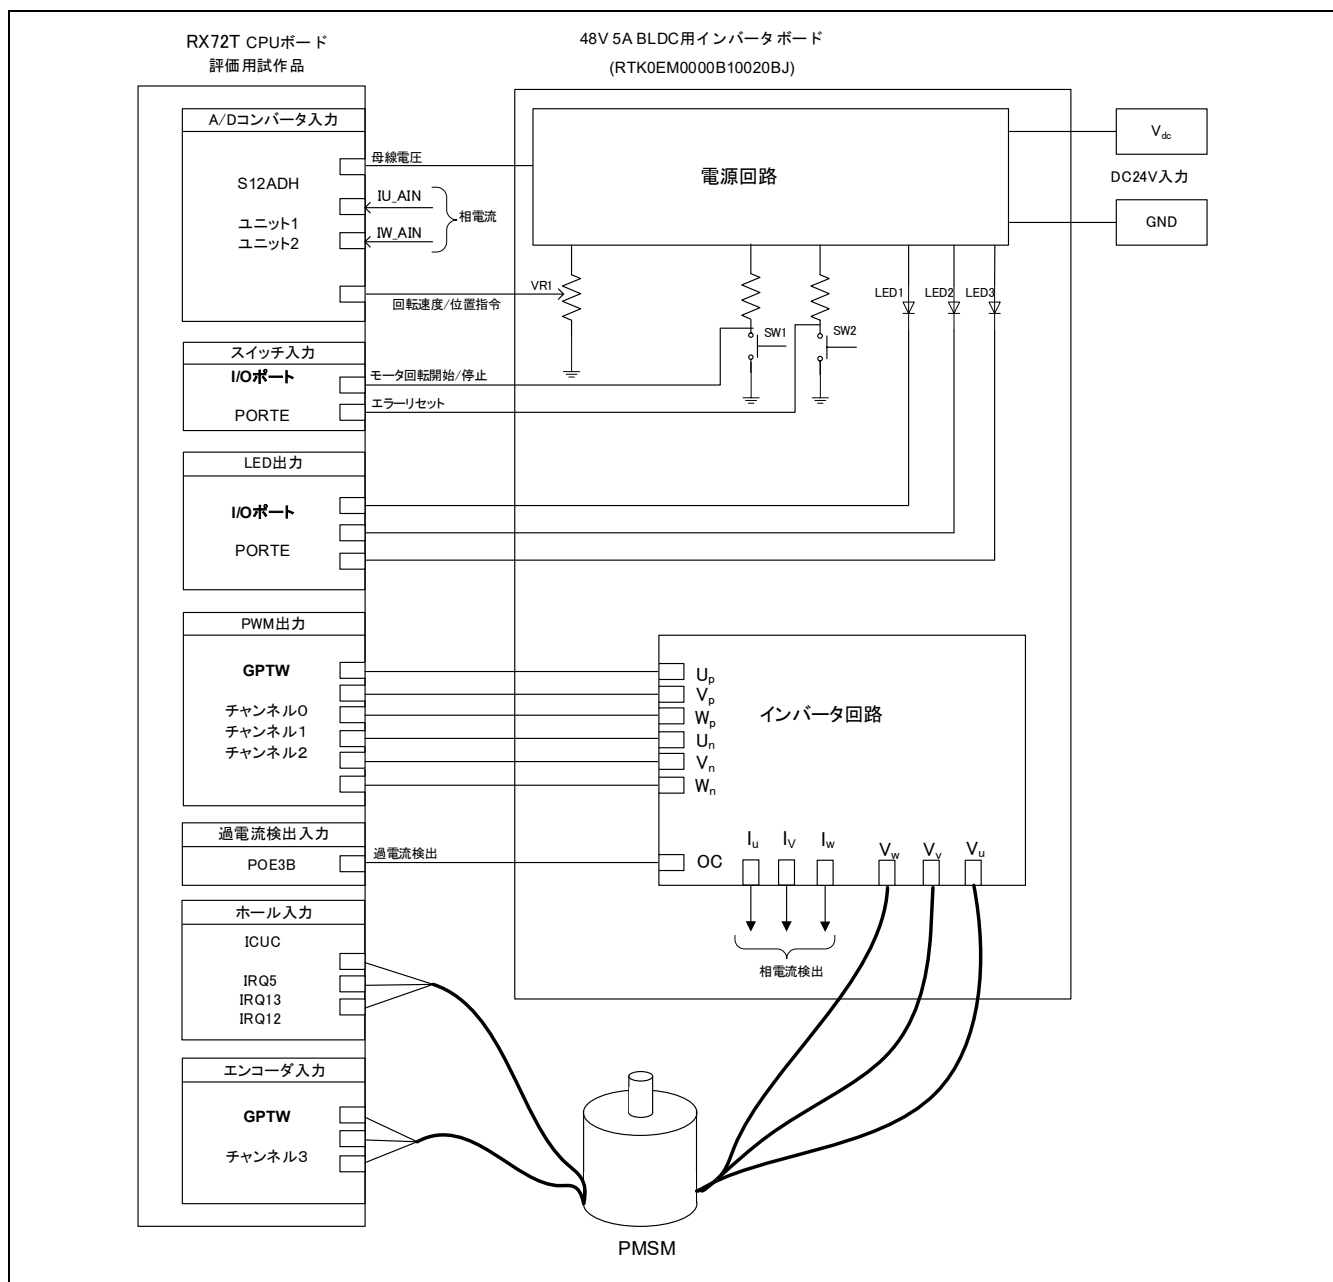 RX72T CPUボード
評価用試作品
48V 5A BLDC用インバータボード
(RTK0EM0000B10020BJ)
A/Dコンバータ入力
S12ADH
ユニット1
ユニット2
母線電圧
IU_AIN
IW_AIN
相電流
回転速度/位置指令
VR1
電源回路
Vdc
DC24V入力
GND
SW1
SW2
LED1
LED2
LED3
スイッチ入力
I/Oポート
PORTE
モータ回転開始/停止
エラーリセット
LED出力
I/Oポート
PORTE
PWM出力
GPTW
チャンネル0
チャンネル1
チャンネル2
Up
Vp
Wp
Un
Vn
Wn
インバータ回路
過電流検出入力
POE3B
過電流検出
OC
Iu
IV
Iw
Vw
Vv
Vu
相電流検出
ホール入力
ICUC
IRQ5
IRQ13
IRQ12
エンコーダ入力
GPTW
チャンネル3
PMSM